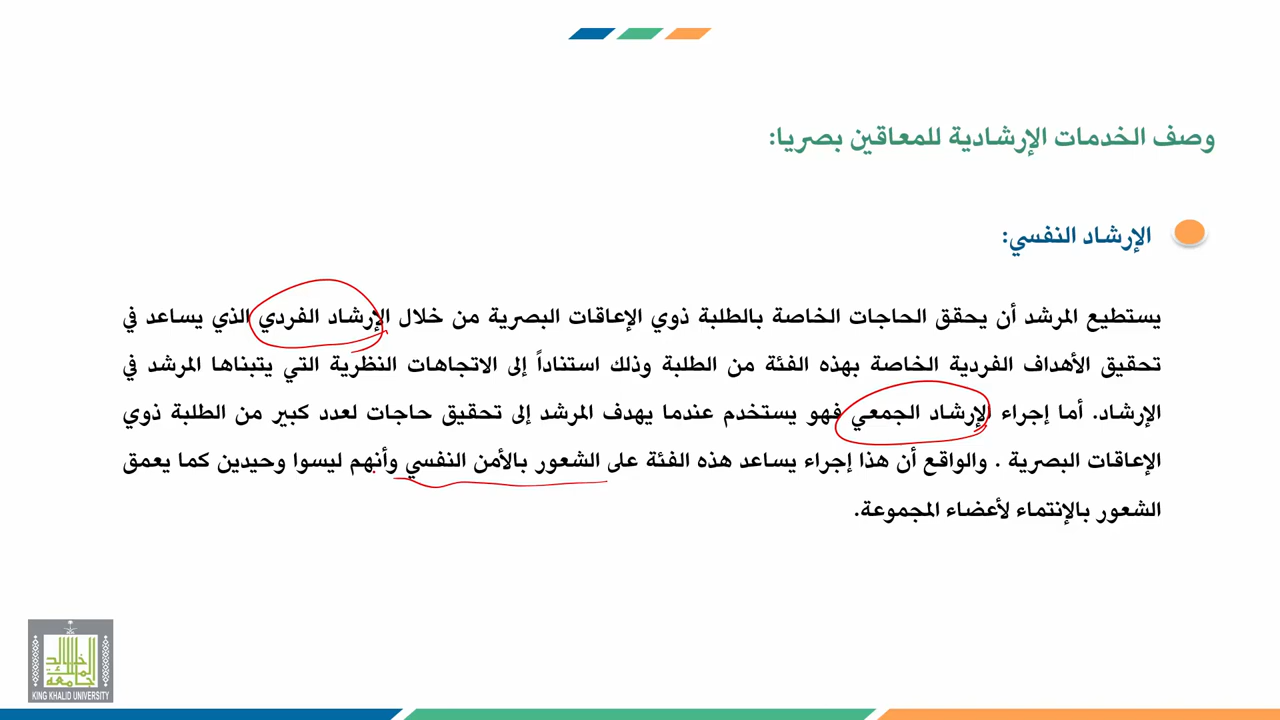 وصف الخدمات الإرشادية للمعاقين بصريا:
الإرشاد النفسي:
يستطيع المرشد أن يحقق الحاجات الخاصة بالطلبة ذوي الإعاقات البصرية من خلال الإرشاد الفردي الذي يساعد في
تحقيق الأهداف الفردية الخاصة بهذه الفئة من الطلبة وذلك استناداً إلى الاتجاهات النظرية التي يتبناها المرشد في
الإرشاد. أما إجراء الإرشاد الجمعي فهو يستخدم عندما يهدف المرشد إلى تحقيق حاجات لعدد كبير من الطلبة ذوي
الإعاقات البصرية . والواقع أن هذا إجراء يساعد هذه الفئة على الشعور بالأمن النفسي وأنهم ليسوا وحيدين كما يعمق
الشعور بالإنتماء لأعضاء المجموعة.
جامعة الملك خالد
KING KHALID UNIVERSITY